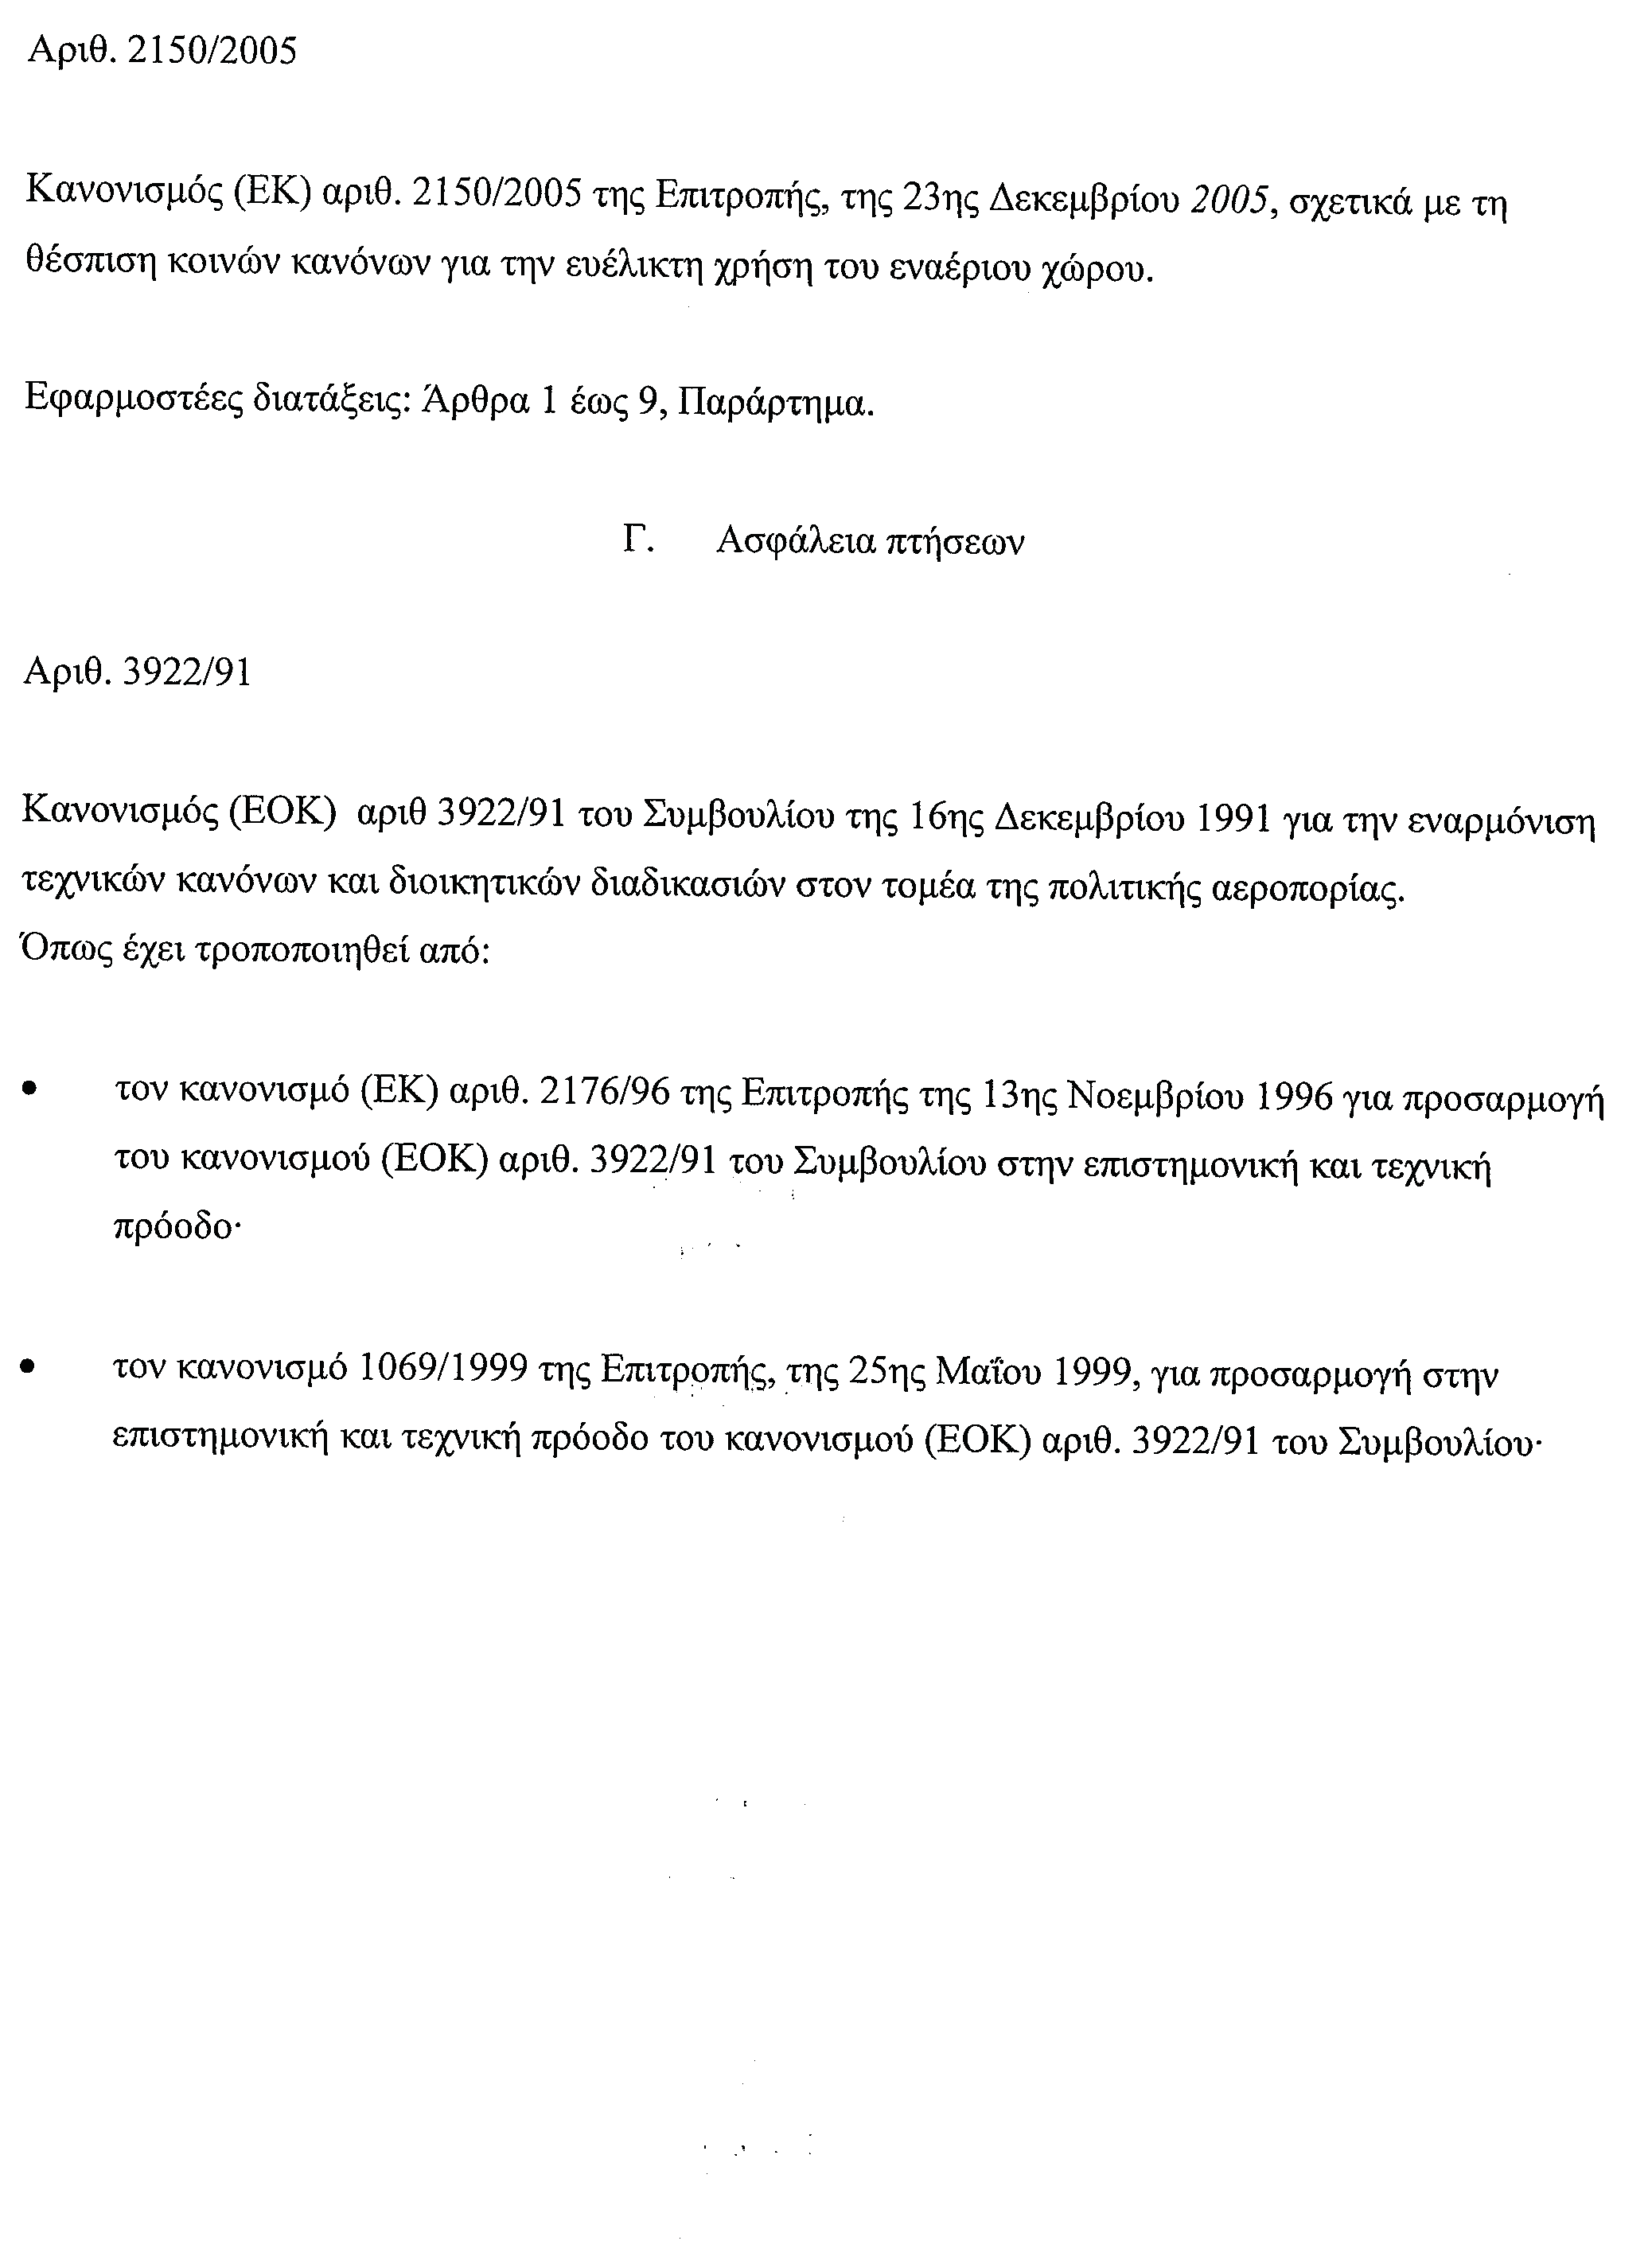 Αριθ. 2150/2005
Κανονισμός (ΕΚ) αριθ. 2150/2005 της Επιτροπής, της 23ης Δεκεμβρίου 2005, σχετικά με τη
θέσπιση κοινών κανόνων για την ευέλικτη χρήση του εναέριου χώρου.
Εφαρμοστέες διατάξεις: Άρθρα 1 έως 9, Παράρτημα.
Γ. Ασφάλεια πτήσεων
Αριθ. 3922/91
Κανονισμός (ΕΟΚ) αριθ 3922/91 του Συμβουλίου της 16ης Δεκεμβρίου 1991 για την εναρμόνιση
τεχνικών κανόνων και διοικητικών διαδικασιών στον τομέα της πολιτικής αεροπορίας.
Όπως έχει τροποποιηθεί από:
• τον κανονισμό (ΕΚ) αριθ. 2176/96 της Επιτροπής της 13ης Νοεμβρίου 1996 για προσαρμογή
του κανονισμού (ΕΟΚ) αριθ. 3922/91 του Συμβουλίου στην επιστημονική και τεχνική
πρόοδο·
• τον κανονισμό 1069/1999 της Επιτροπής, της 25ης Μαΐου 1999, για προσαρμογή στην
επιστημονική και τεχνική πρόοδο του κανονισμού (ΕΟΚ) αριθ. 3922/91 του Συμβουλίου·